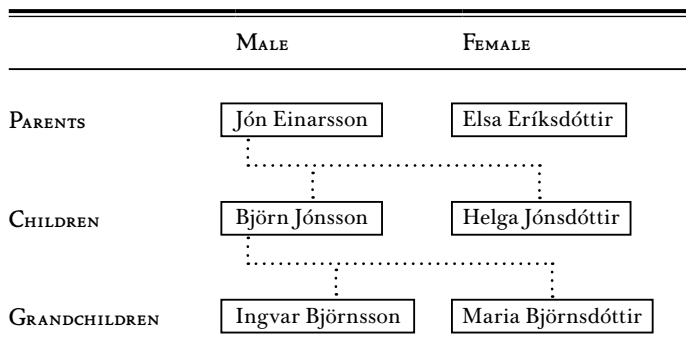 Male Female
Parents Jón Einarsson Elsa Eríksdóttir
Children Björn Jónsson Helga Jónsdóttir
Grandchildren Ingvar Björnsson Maria Björnsdóttir